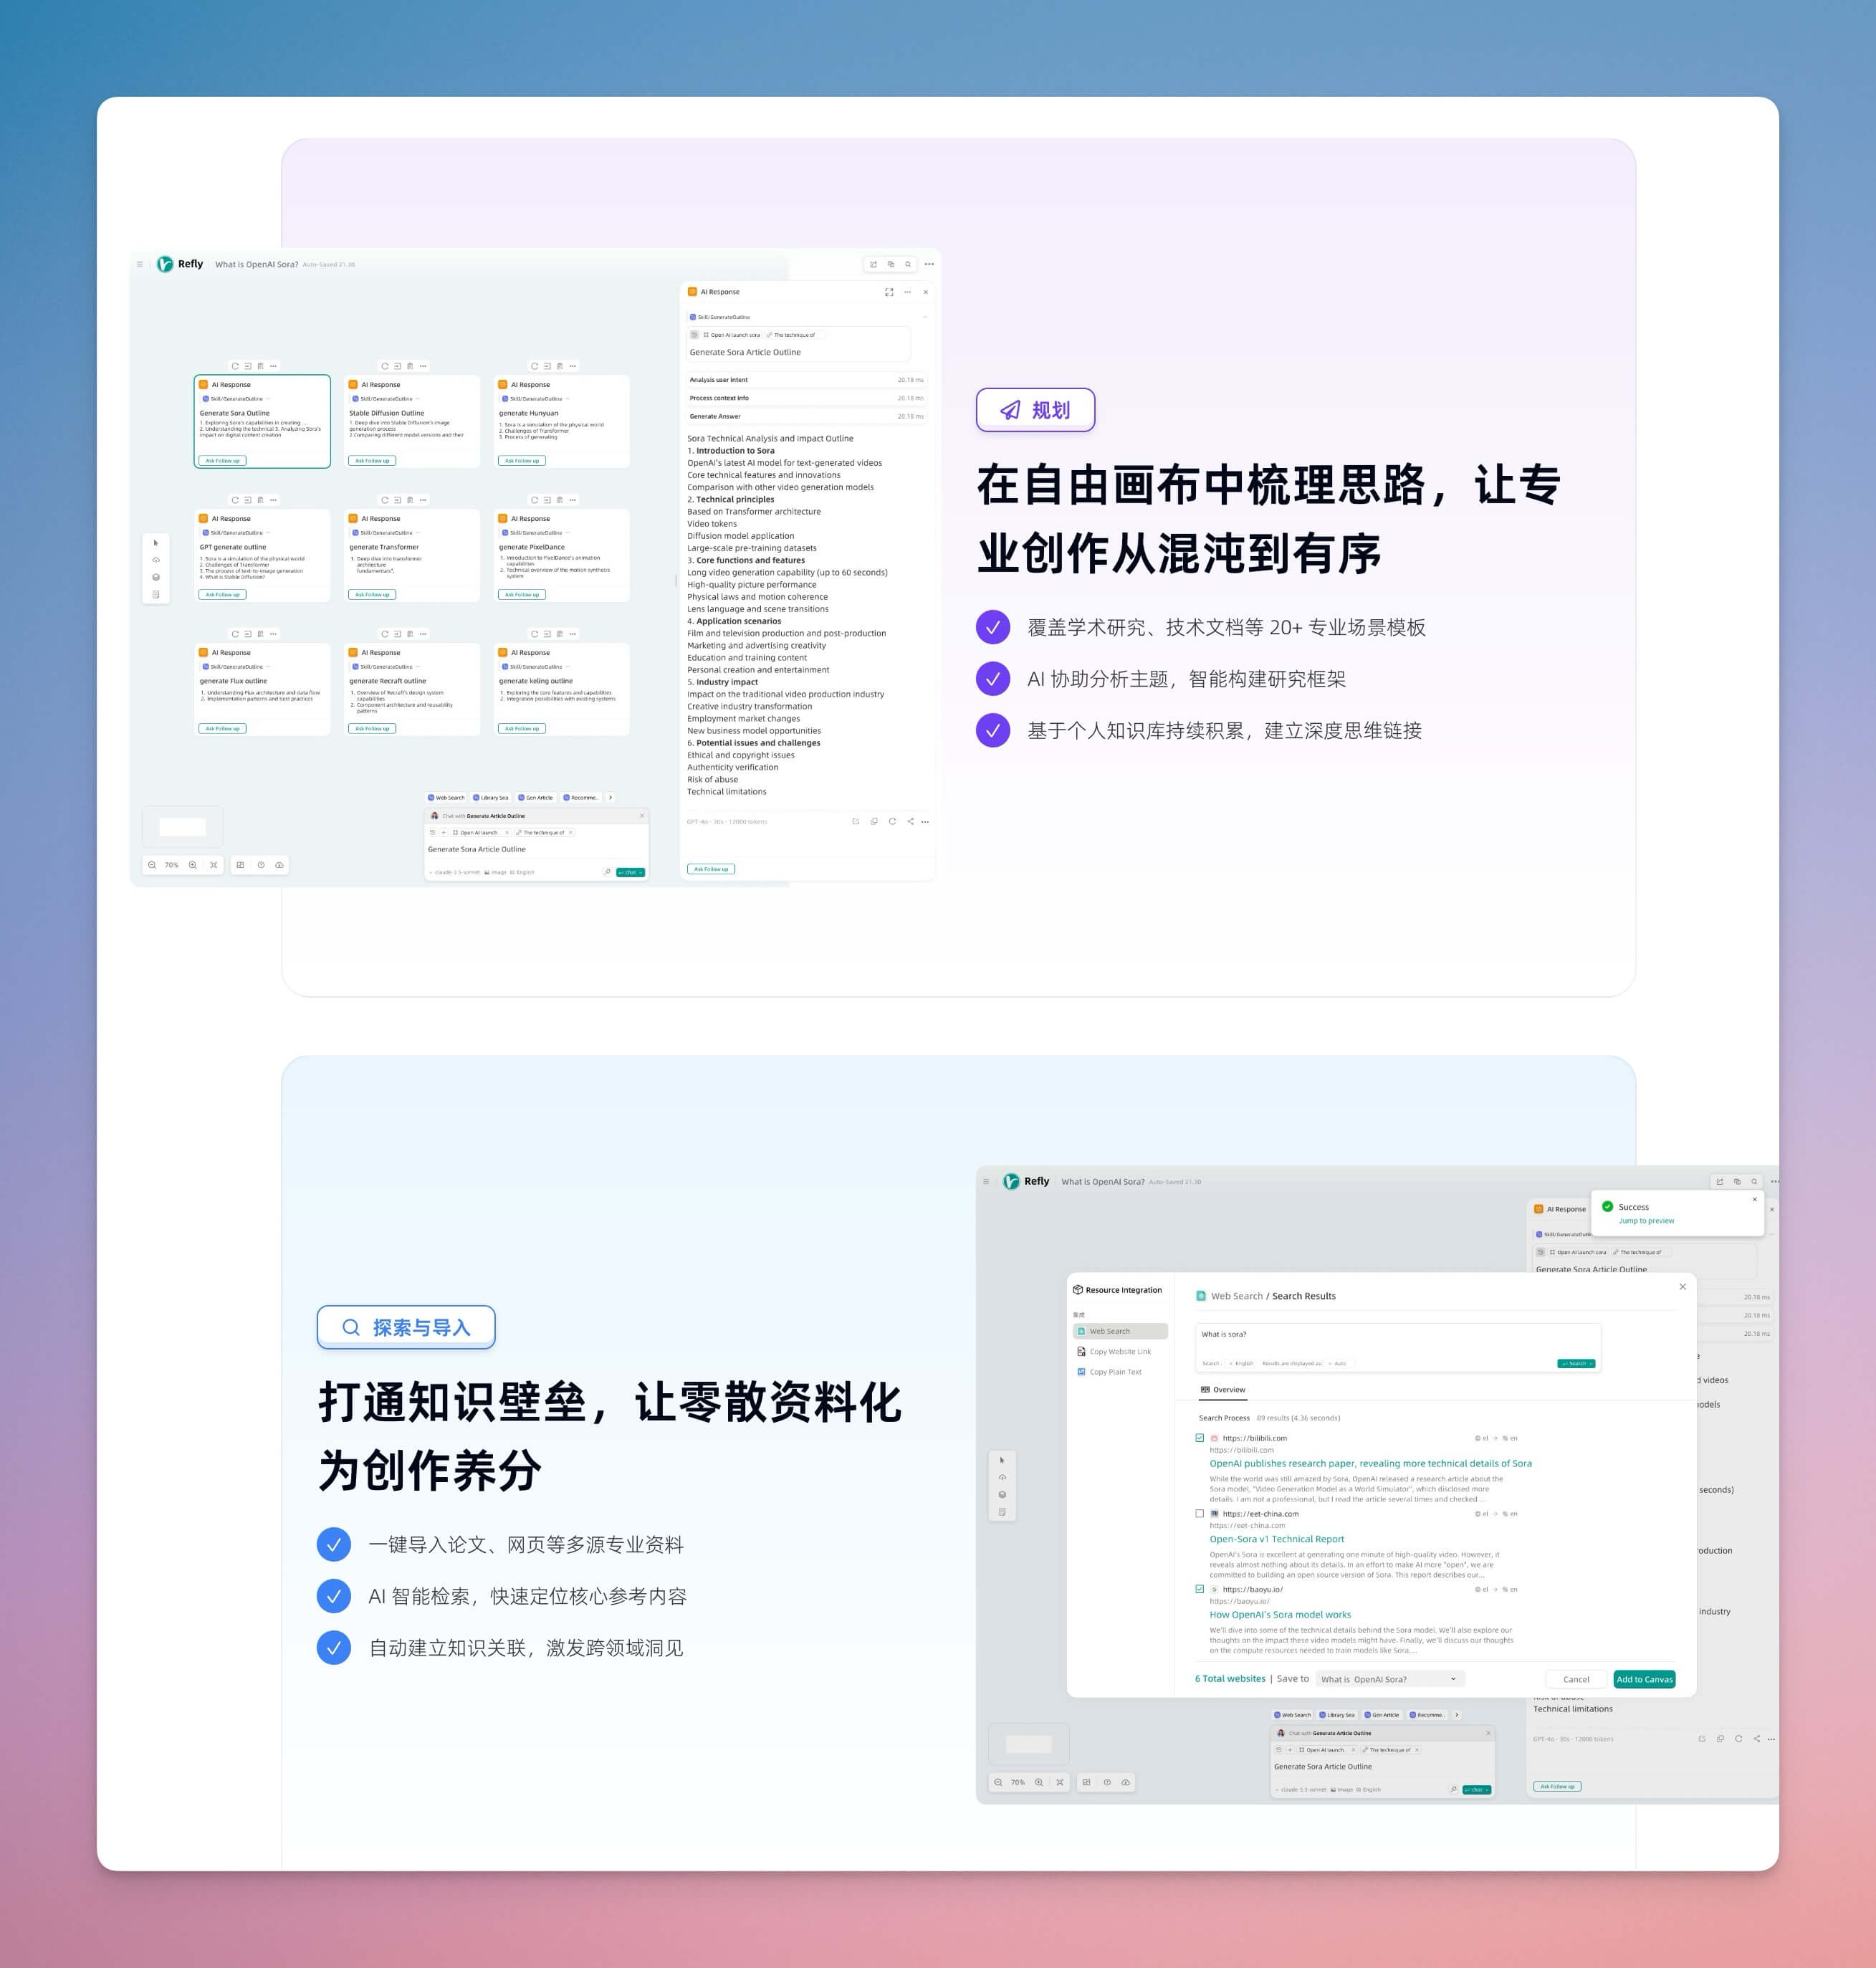 Refly What is OpenAI Sora? Auto-Saved 21.30
AI Response
Skill/GenerateOutline
Generate Sora Outline
1. Exploring Sora's capabilities in creating ...
2. Understanding the technical 3. Analyzing Sora's
impact on digital content creation
Ask Follow up
AI Response
Skill/GenerateOutline
Stable Diffusion Outline
1. Deep dive into Stable Diffusion's image
generation process
2.Comparing different model versions and their
Ask Follow up
AI Response
Skill/GenerateOutline
generate Hunyuan
1. Sora is a simulation of the physical world
2. Challenges of Transformer
3. Process of generating
Ask Follow up
AI Response
Skill/GenerateOutline
GPT generate outline
1. Sora is a simulation of the physical world
2. Challenges of Transformer
3. The process of text-to-image generation
4. What is Stable Diffusion?
Ask Follow up
AI Response
Skill/GenerateOutline
generate Transformer
1. Deep dive into transformer
architecture
fundamentals",
Ask Follow up
AI Response
Skill/GenerateOutline
generate PixelDance
1. Introduction to PixelDance's animation
capabilities
2. Technical overview of the motion synthesis
system
Ask Follow up
AI Response
Skill/GenerateOutline
generate Flux outline
1. Understanding Flux architecture and data flow
2. Implementation patterns and best practices
Ask Follow up
AI Response
Skill/GenerateOutline
generate Recraft outline
1. Overview of Recraft's design system
capabilities
2. Component architecture and reusability
patterns
Ask Follow up
AI Response
Skill/GenerateOutline
generate keling outline
1. Exploring the core features and capabilities
2. Integration possibilities with existing systems
Ask Follow up
Web Search Library Sea Gen Article Recomme..
Chat with Generate Article Outline
Open AI launch. The technique of
Generate Sora Article Outline
claude-3.5-sonnet Image English chat
70%
AI Response
Skill/GenerateOutline
Open AI launch sora The technique of
Generate Sora Article Outline
Analysis user intent 20.18 ms
Process context info 20.18 ms
Generate Answer 20.18 ms
Sora Technical Analysis and Impact Outline
1. Introduction to Sora
OpenAI's latest AI model for text-generated videos
Core technical features and innovations
Comparison with other video generation models
2. Technical principles
Based on Transformer architecture
Video tokens
Diffusion model application
Large-scale pre-training datasets
3. Core functions and features
Long video generation capability (up to 60 seconds)
High-quality picture performance
Physical laws and motion coherence
Lens language and scene transitions
4. Application scenarios
Film and television production and post-production
Marketing and advertising creativity
Education and training content
Personal creation and entertainment
5. Industry impact
Impact on the traditional video production industry
Creative industry transformation
Employment market changes
New business model opportunities
6. Potential issues and challenges
Ethical and copyright issues
Authenticity verification
Risk of abuse
Technical limitations
GPT-4o · 30s · 12000 tokens
Ask Follow up
规划
在自由画布中梳理思路，让专
业创作从混沌到有序
覆盖学术研究、技术文档等 20+ 专业场景模板
AI 协助分析主题，智能构建研究框架
基于个人知识库持续积累，建立深度思维链接
探索与导入
打通知识壁垒，让零散资料化
为创作养分
一键导入论文、网页等多源专业资料
AI 智能检索，快速定位核心参考内容
自动建立知识关联，激发跨领域洞见
Refly What is OpenAI Sora? Auto-Saved 21.30
AI Response
Success
Jump to preview
Skill/GenerateOutline
Open AI launch sora The technique of
Generate Sora Article Outline
20.18 ms
20.18 ms
20.18 ms
Resource Integration
集成
Web Search
Copy Website Link
Copy Plain Text
Web Search / Search Results
What is sora?
Search : English Results are displayed as: Auto Search
Overview
Search Process 89 results (4.36 seconds)
https://bilibili.com el en
https://bilibili.com
OpenAI publishes research paper, revealing more technical details of Sora
While the world was still amazed by Sora, OpenAI released a research article about the
Sora model, "Video Generation Model as a World Simulator", which disclosed more
details. I am not a professional, but I read the article several times and checked ...
https://eet-china.com el en
https://eet-china.com
Open-Sora v1 Technical Report
OpenAI's Sora is excellent at generating one minute of high-quality video. However, it
reveals almost nothing about its details. In an effort to make AI more "open", we are
committed to building an open source version of Sora. This report describes our...
https://baoyu.io/ el en
https://baoyu.io/
How OpenAI's Sora model works
We'll dive into some of the technical details behind the Sora model. We'll also explore our
thoughts on the impact these video models might have. Finally, we'll discuss our thoughts
on the compute resources needed to train models like Sora,...
6 Total websites | Save to What is OpenAI Sora? Cancel Add to Canvas
d videos
odels
seconds)
oduction
industry
Technical limitations
GPT-4o · 30s · 12000 tokens
Ask Follow up
Web Search Library Sea Gen Article Recomme..
Chat with Generate Article Outline
Open AI launch. The technique of
Generate Sora Article Outline
claude-3.5-sonnet Image English chat
70%